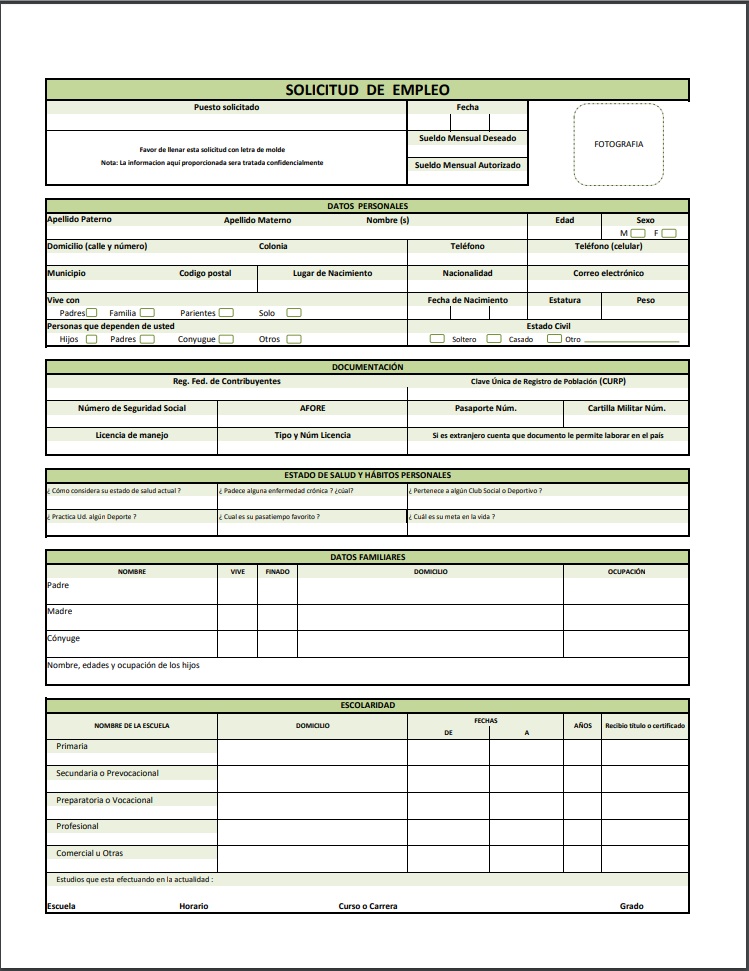 SOLICITUD DE EMPLEO
Puesto solicitado Fecha
FOTOGRAFIA
Sueldo Mensual Deseado
Favor de llenar esta solicitud con letra de molde
Nota: La informacion aquí proporcionada sera tratada confidencialmente
Sueldo Mensual Autorizado
DATOS PERSONALES
Apellido Paterno Apellido Materno Nombre (s) Edad Sexo
M F
Domicilio (calle y número) Colonia Teléfono Teléfono (celular)
Municipio Codigo postal Lugar de Nacimiento Nacionalidad Correo electrónico
Vive con Fecha de Nacimiento Estatura Peso
Padres Familia Parientes Solo
Personas que dependen de usted Estado Civil
Hijos Padres Conyugue Otros Soltero Casado Otro
DOCUMENTACIÓN
Reg. Fed. de Contribuyentes Clave Única de Registro de Población (CURP)
Número de Seguridad Social AFORE Pasaporte Núm. Cartilla Militar Núm.
Licencia de manejo Tipo y Núm Licencia Si es extranjero cuenta que documento le permite laborar en el país
ESTADO DE SALUD Y HÁBITOS PERSONALES
¿ Cómo considera su estado de salud actual ? ¿ Padece alguna enfermedad crónica ? ¿cúal? ¿ Pertenece a algún Club Social o Deportivo ?
¿ Practica Ud. algún Deporte ? ¿ Cual es su pasatiempo favorito ? ¿ Cuál es su meta en la vida ?
DATOS FAMILIARES
NOMBRE VIVE FINADO DOMICILIO OCUPACIÓN
Padre
Madre
Cónyuge
Nombre, edades y ocupación de los hijos
ESCOLARIDAD
NOMBRE DE LA ESCUELA DOMICILIO FECHAS AÑOS Recibio título o certificado
DE A
Primaria
Secundaria o Prevocacional
Preparatoria o Vocacional
Profesional
Comercial u Otras
Estudios que esta efectuando en la actualidad :
Escuela Horario Curso o Carrera Grado